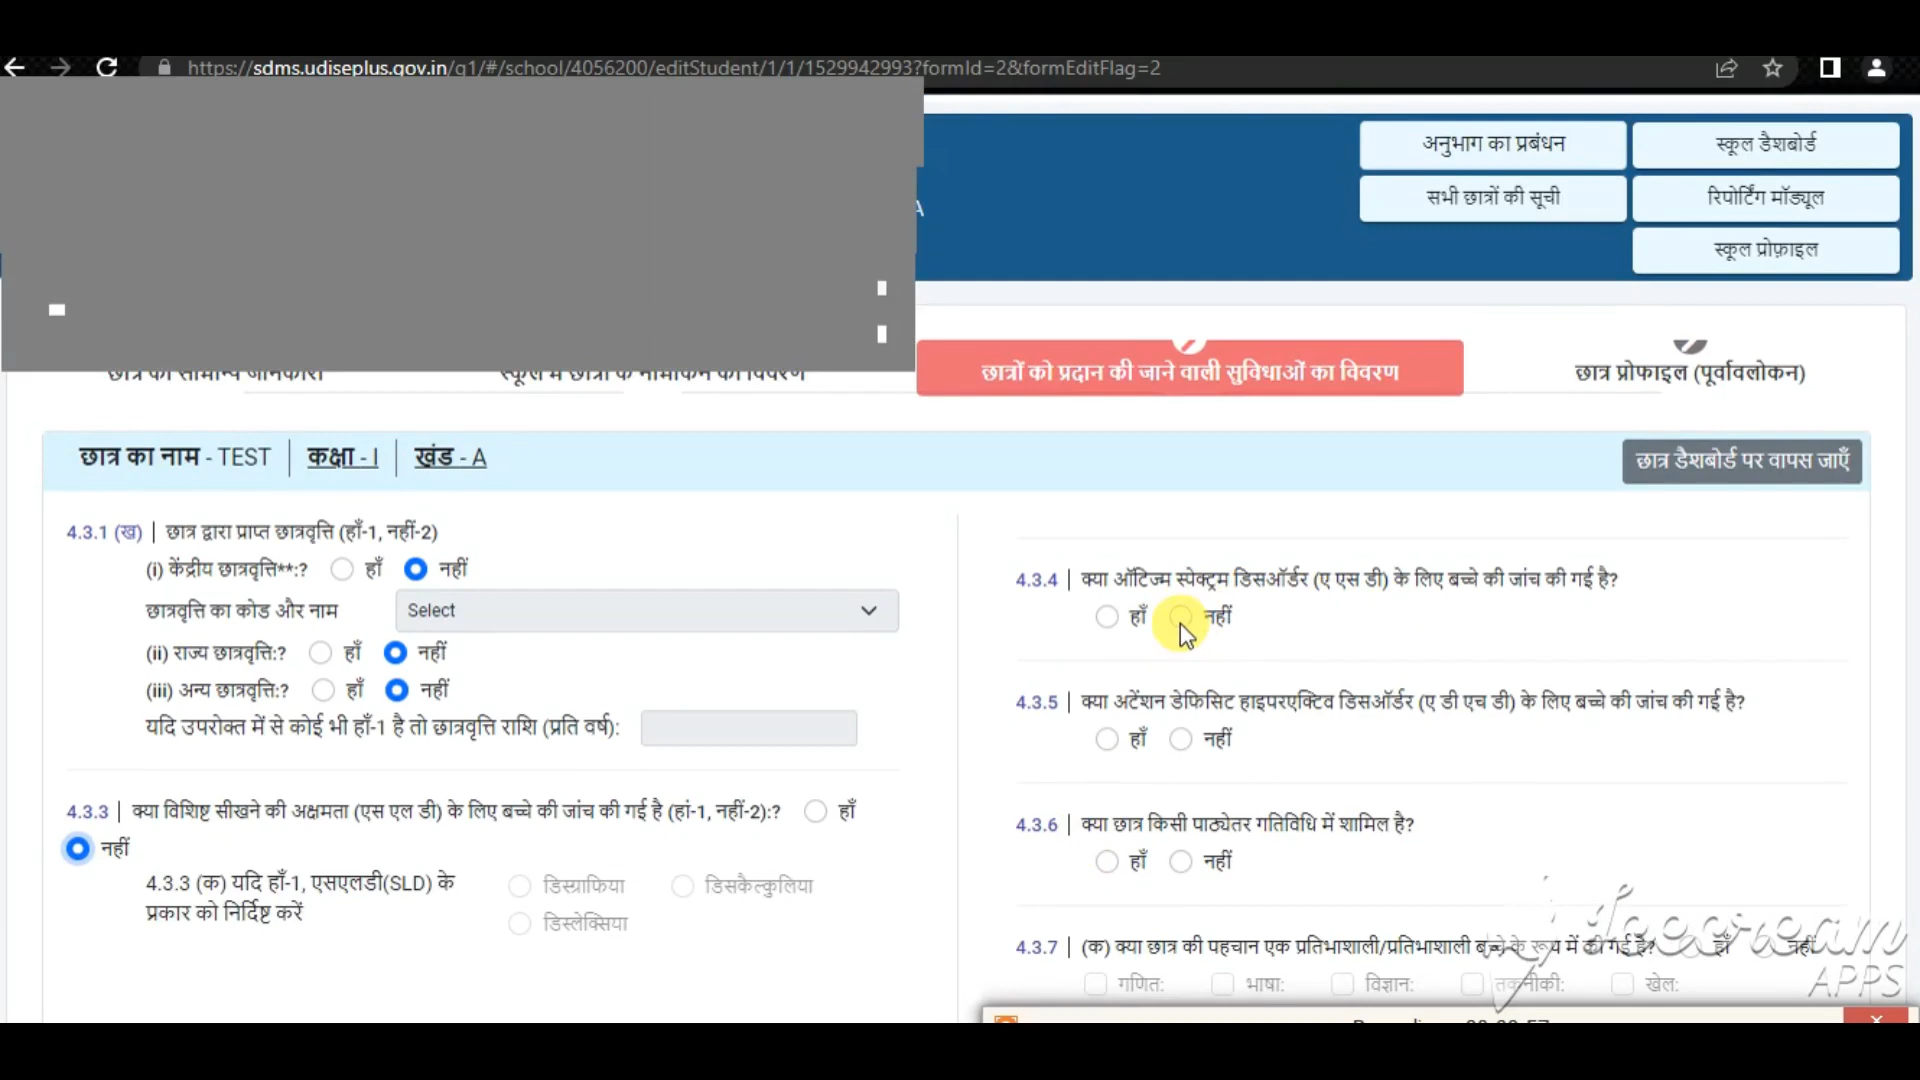 https://sdms.udiseplus.gov.in/g1/#/school/4056200/editStudent/1/1/1529942993?formId=2&formEditFlag=2
अनुभाग का प्रबंधन
स्कूल डैशबोर्ड
सभी छात्रों की सूची
रिपोर्टिंग मॉड्यूल
स्कूल प्रोफ़ाइल
A
छात्र की सामान्य जानकारी
स्कूल में छात्रों के नामांकन का विवरण
छात्रों को प्रदान की जाने वाली सुविधाओं का विवरण
छात्र प्रोफाइल (पूर्वावलोकन)
छात्र का नाम - TEST | कक्षा - I | खंड - A
छात्र डैशबोर्ड पर वापस जाएँ
4.3.1 (ख) | छात्र द्वारा प्राप्त छात्रवृत्ति (हाँ-1, नहीं-2)
(i) केंद्रीय छात्रवृत्ति**:? हाँ नहीं
छात्रवृत्ति का कोड और नाम Select
(ii) राज्य छात्रवृत्ति:? हाँ नहीं
(iii) अन्य छात्रवृत्ति:? हाँ नहीं
यदि उपरोक्त में से कोई भी हाँ-1 है तो छात्रवृत्ति राशि (प्रति वर्ष):
4.3.3 | क्या विशिष्ट सीखने की अक्षमता (एस एल डी) के लिए बच्चे की जांच की गई है (हां-1, नहीं-2):? हाँ
नहीं
4.3.3 (क) यदि हाँ-1, एसएलडी(SLD) के
प्रकार को निर्दिष्ट करें
डिस्ग्राफिया डिसकैल्कुलिया
डिस्लेक्सिया
4.3.4 | क्या ऑटिज्म स्पेक्ट्रम डिसऑर्डर (ए एस डी) के लिए बच्चे की जांच की गई है?
हाँ नहीं
4.3.5 | क्या अटेंशन डेफिसिट हाइपरएक्टिव डिसऑर्डर (ए डी एच डी) के लिए बच्चे की जांच की गई है?
हाँ नहीं
4.3.6 | क्या छात्र किसी पाठ्येतर गतिविधि में शामिल है?
हाँ नहीं
4.3.7 | (क) क्या छात्र की पहचान एक प्रतिभाशाली/प्रतिभाशाली बच्चे के रूप में की गई है? हाँ नहीं
गणित: भाषा: विज्ञान: तकनीकी: खेल:
Icecream
APPS